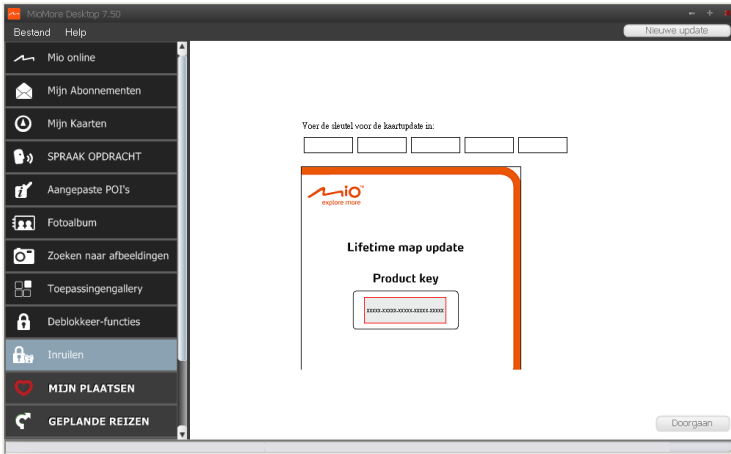 MioMore Desktop 7.50
Bestand Help
Nieuwe update
Mio online
Mijn Abonnementen
Mijn Kaarten
SPRAAK OPDRACHT
Aangepaste POI's
Fotoalbum
Zoeken naar afbeeldingen
Toepassingengallery
Deblokkeer-functies
Inruilen
MIJN PLAATSEN
GEPLANDE REIZEN
Voer de sleutel voor de kaartupdate in:
Mio™
explore more
Lifetime map update
Product key
xxxxx-xxxxx-xxxxx-xxxxx-xxxxx
Doorgaan